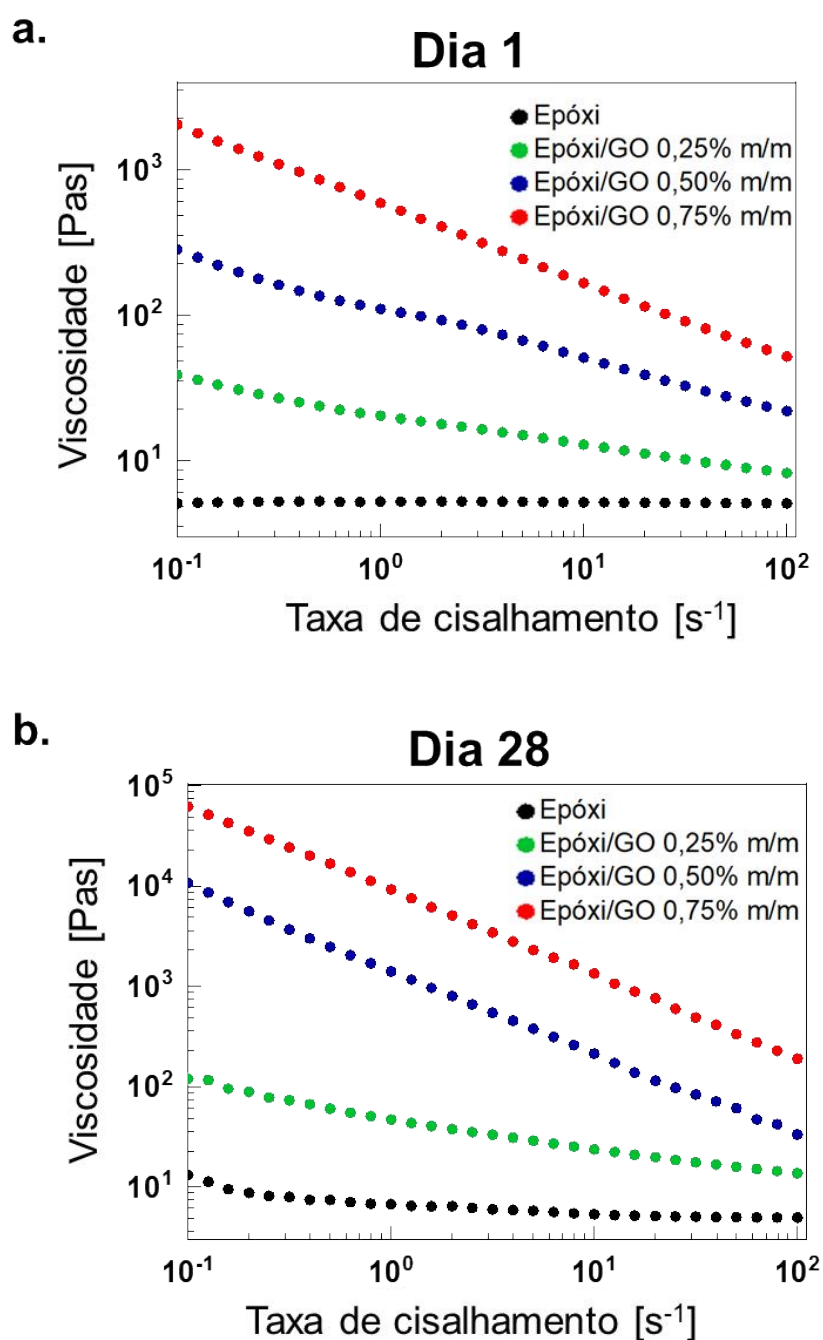 a.
Dia 1
Epóxi
Epóxi/GO 0,25% m/m
Epóxi/GO 0,50% m/m
Epóxi/GO 0,75% m/m
Viscosidade [Pas]
10³
10²
10¹
10⁻¹ 10⁰ 10¹ 10²
Taxa de cisalhamento [s⁻¹]
b.
Dia 28
Epóxi
Epóxi/GO 0,25% m/m
Epóxi/GO 0,50% m/m
Epóxi/GO 0,75% m/m
Viscosidade [Pas]
10⁵
10⁴
10³
10²
10¹
10⁻¹ 10⁰ 10¹ 10²
Taxa de cisalhamento [s⁻¹]